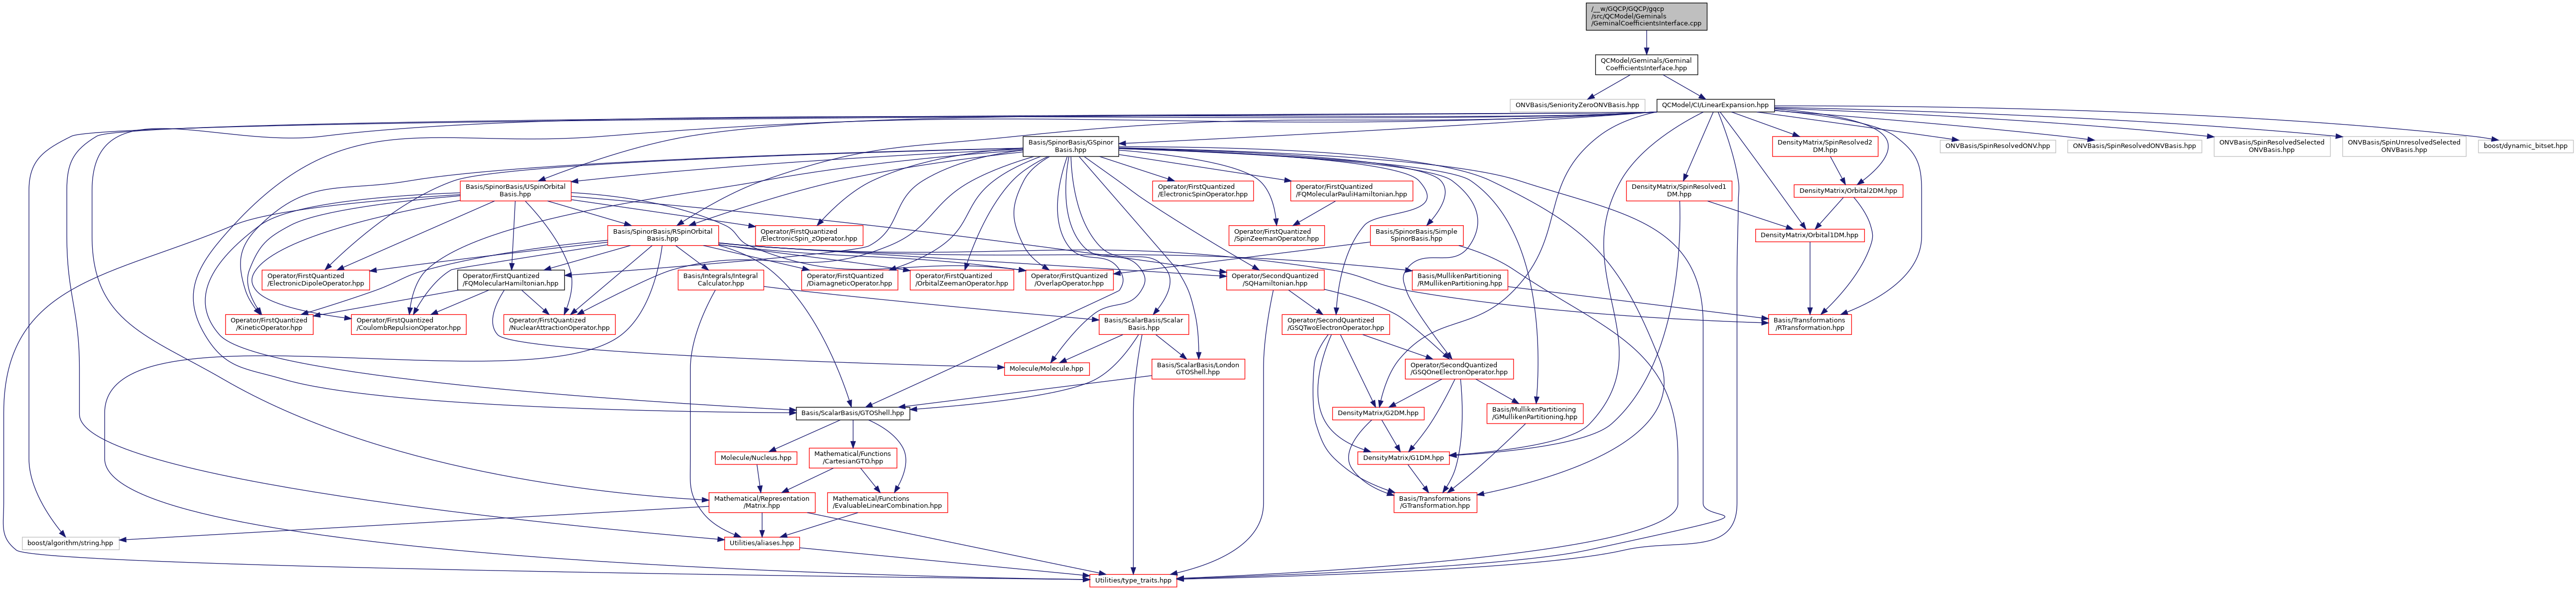 /__w/GQCP/GQCP/gqcp
/src/QCModel/Geminals
/GeminalCoefficientsInterface.cpp
QCModel/Geminals/Geminal
CoefficientsInterface.hpp
ONVBasis/SeniorityZeroONVBasis.hpp
QCModel/CI/LinearExpansion.hpp
Basis/SpinorBasis/GSpinor
Basis.hpp
DensityMatrix/SpinResolved2
DM.hpp
ONVBasis/SpinResolvedONV.hpp
ONVBasis/SpinResolvedONVBasis.hpp
ONVBasis/SpinResolvedSelected
ONVBasis.hpp
ONVBasis/SpinUnresolvedSelected
ONVBasis.hpp
boost/dynamic_bitset.hpp
Basis/SpinorBasis/USpinOrbital
Basis.hpp
Operator/FirstQuantized
/ElectronicSpinOperator.hpp
Operator/FirstQuantized
/FQMolecularPauliHamiltonian.hpp
DensityMatrix/SpinResolved1
DM.hpp
DensityMatrix/Orbital2DM.hpp
Basis/SpinorBasis/RSpinOrbital
Basis.hpp
Operator/FirstQuantized
/ElectronicSpin_zOperator.hpp
Operator/FirstQuantized
/SpinZeemanOperator.hpp
Basis/SpinorBasis/Simple
SpinorBasis.hpp
DensityMatrix/Orbital1DM.hpp
Operator/FirstQuantized
/ElectronicDipoleOperator.hpp
Operator/FirstQuantized
/FQMolecularHamiltonian.hpp
Basis/Integrals/Integral
Calculator.hpp
Operator/FirstQuantized
/DiamagneticOperator.hpp
Operator/FirstQuantized
/OrbitalZeemanOperator.hpp
Operator/FirstQuantized
/OverlapOperator.hpp
Operator/SecondQuantized
/SQHamiltonian.hpp
Basis/MullikenPartitioning
/RMullikenPartitioning.hpp
Operator/FirstQuantized
/KineticOperator.hpp
Operator/FirstQuantized
/CoulombRepulsionOperator.hpp
Operator/FirstQuantized
/NuclearAttractionOperator.hpp
Basis/ScalarBasis/Scalar
Basis.hpp
Operator/SecondQuantized
/GSQTwoElectronOperator.hpp
Basis/Transformations
/RTransformation.hpp
Molecule/Molecule.hpp
Basis/ScalarBasis/London
GTOShell.hpp
Operator/SecondQuantized
/GSQOneElectronOperator.hpp
Basis/ScalarBasis/GTOShell.hpp
DensityMatrix/G2DM.hpp
Basis/MullikenPartitioning
/GMullikenPartitioning.hpp
Molecule/Nucleus.hpp
Mathematical/Functions
/CartesianGTO.hpp
DensityMatrix/G1DM.hpp
Mathematical/Representation
/Matrix.hpp
Mathematical/Functions
/EvaluableLinearCombination.hpp
Basis/Transformations
/GTransformation.hpp
boost/algorithm/string.hpp
Utilities/aliases.hpp
Utilities/type_traits.hpp